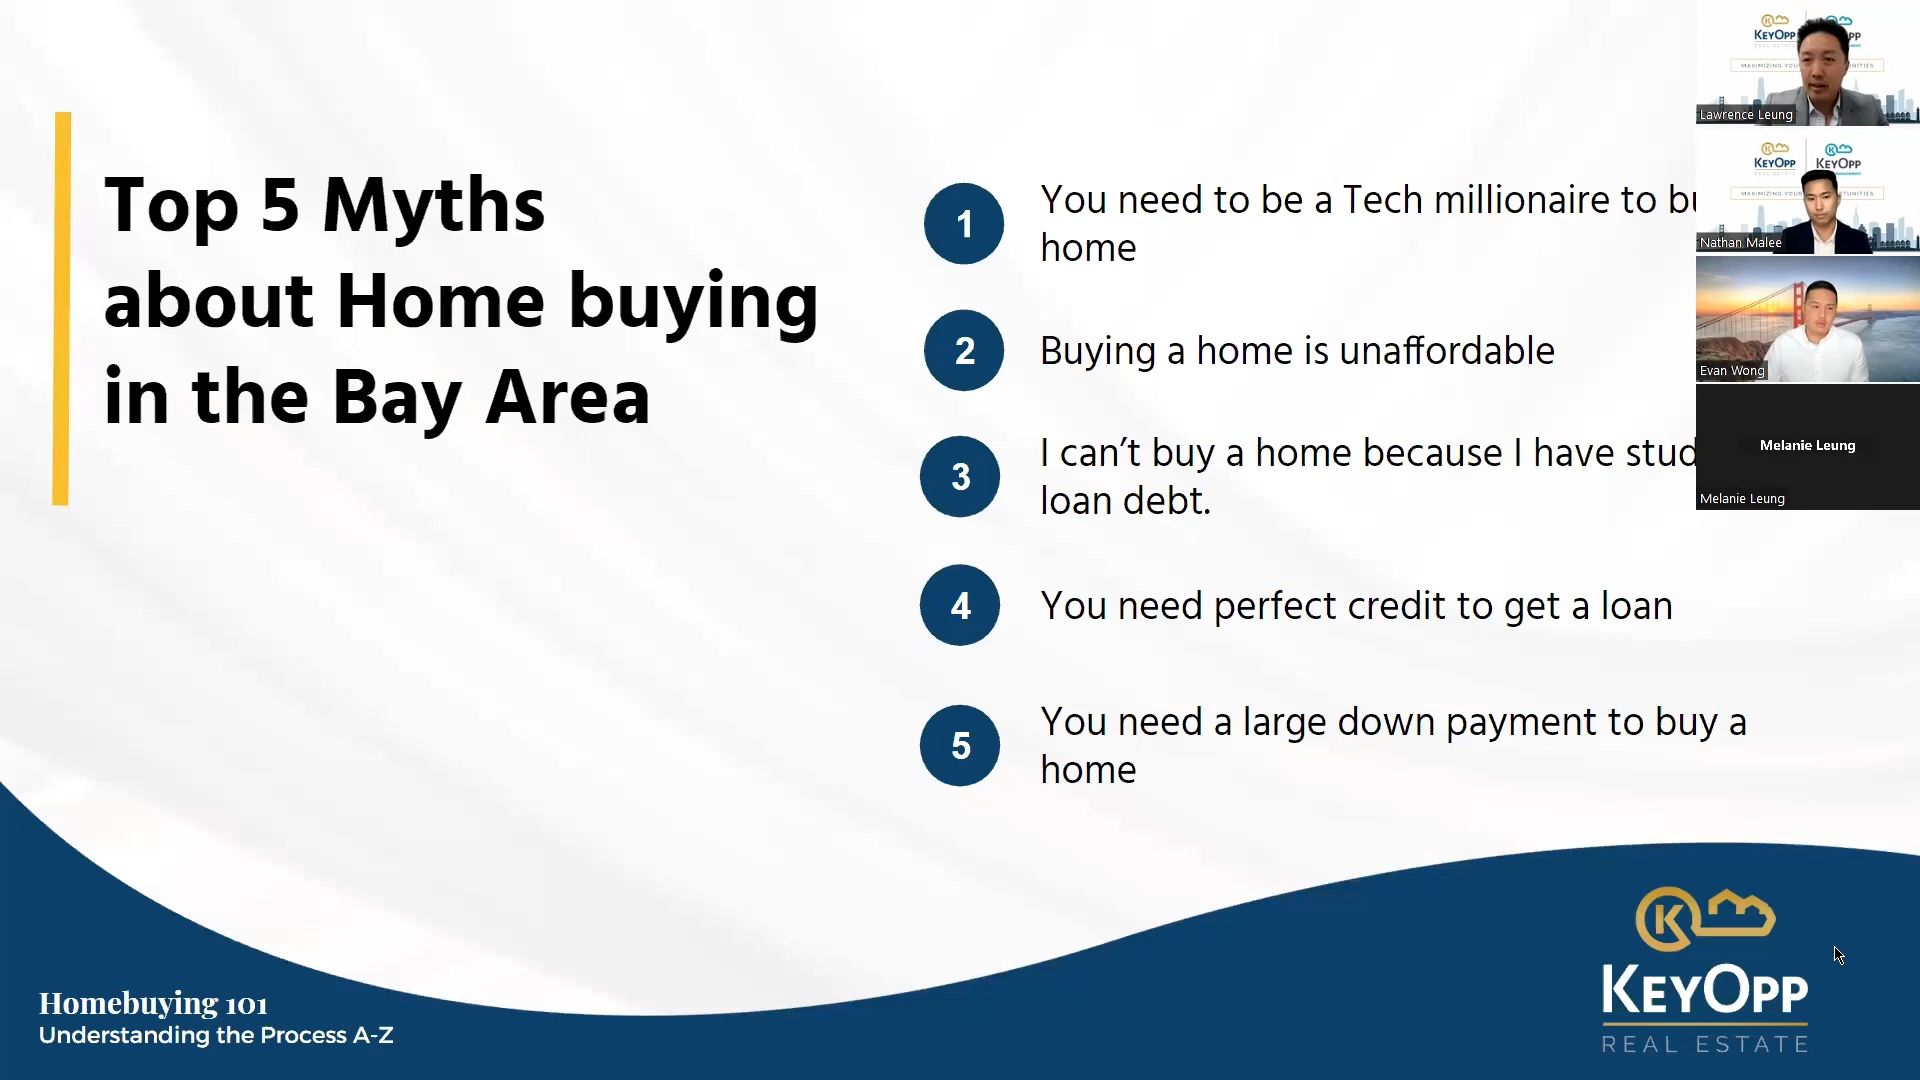 Top 5 Myths
about Home buying
in the Bay Area
1
You need to be a Tech millionaire to
home
2
Buying a home is unaffordable
3
I can’t buy a home because I have
loan debt.
4
You need perfect credit to get a loan
5
You need a large down payment to buy a
home
Homebuying 101
Understanding the Process A-Z
KEYOPP
REAL ESTATE
KEYOPP
Lawrence Leung
KEYOPP
KEYOPP
Nathan Malee
Evan Wong
Melanie Leung
Melanie Leung